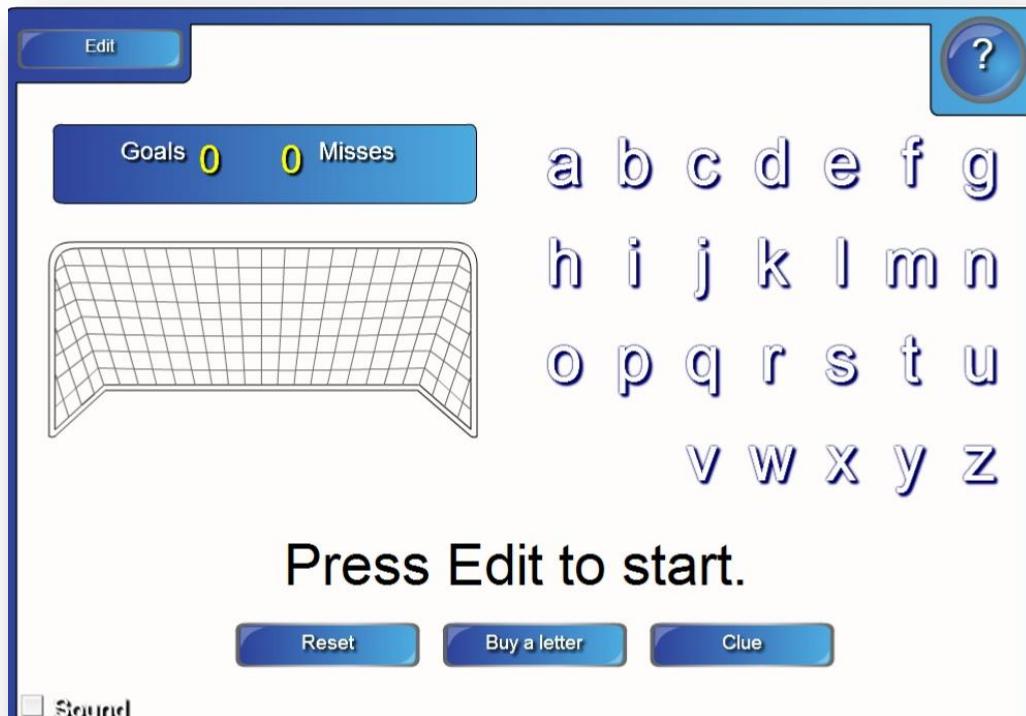 Edit
?
Goals 0 0 Misses
a b c d e f g
h i j k l m n
o p q r s t u
v w x y z
Press Edit to start.
Reset Buy a letter Clue
Sound